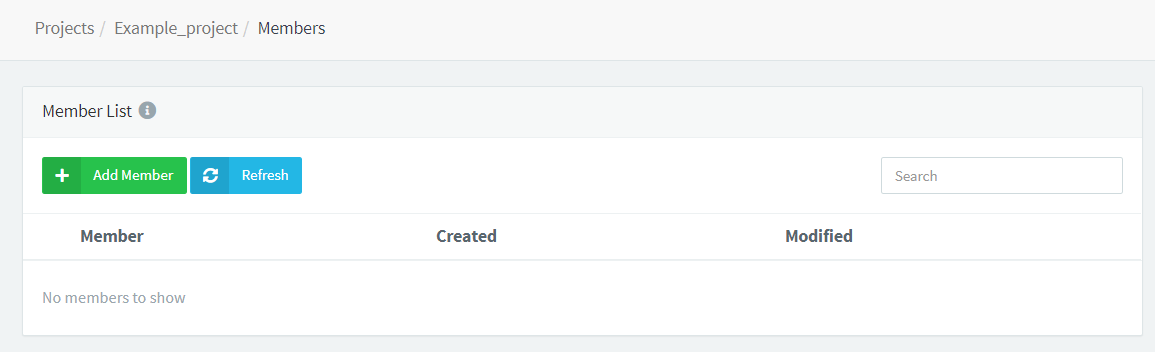 Projects / Example_project / Members
Member List
Add Member Refresh Search
Member Created Modified
No members to show